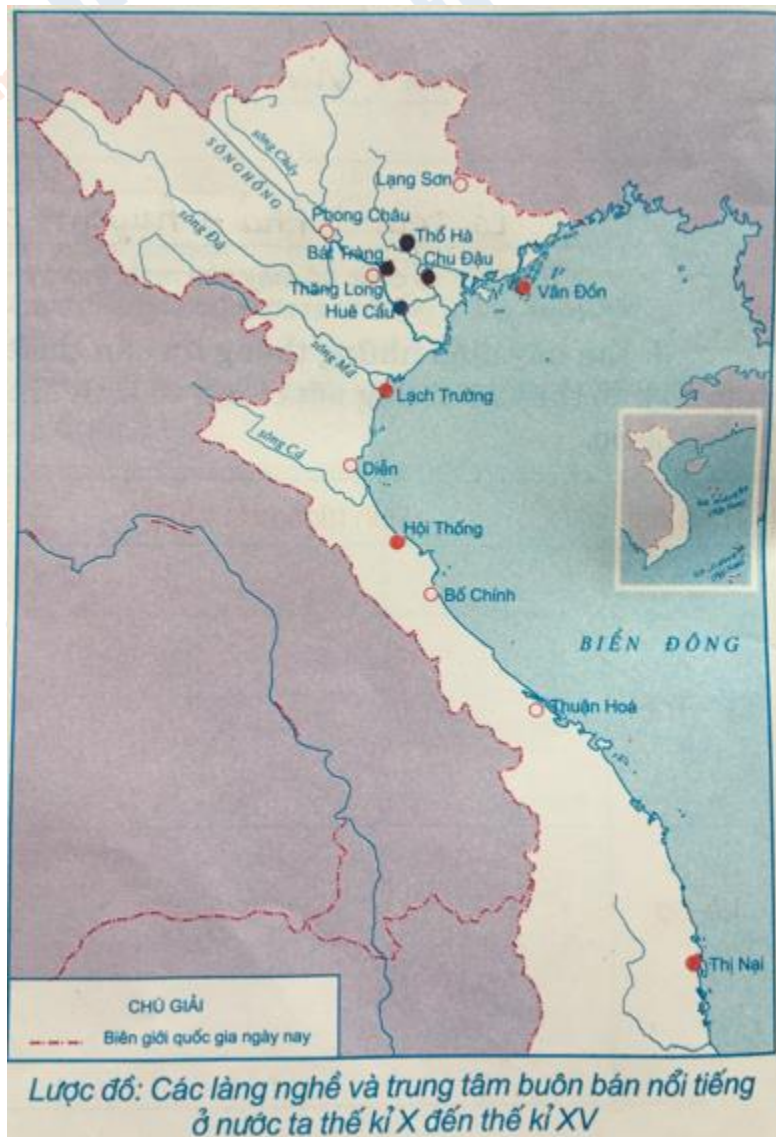 sông Chảy
SÔNG HỒNG
sông Đà
Lạng Sơn
Phong Châu
Thổ Hà
Bát Tràng
Chu Đậu
Thăng Long
Vân Đồn
Huê Cầu
sông Mã
Lạch Trường
sông Cả
Diễn
Hội Thống
Bố Chính
BIỂN ĐÔNG
Thuận Hoá
Thị Nại
CHÚ GIẢI
Biên giới quốc gia ngày nay
Lược đồ: Các làng nghề và trung tâm buôn bán nổi tiếng
ở nước ta thế kỉ X đến thế kỉ XV